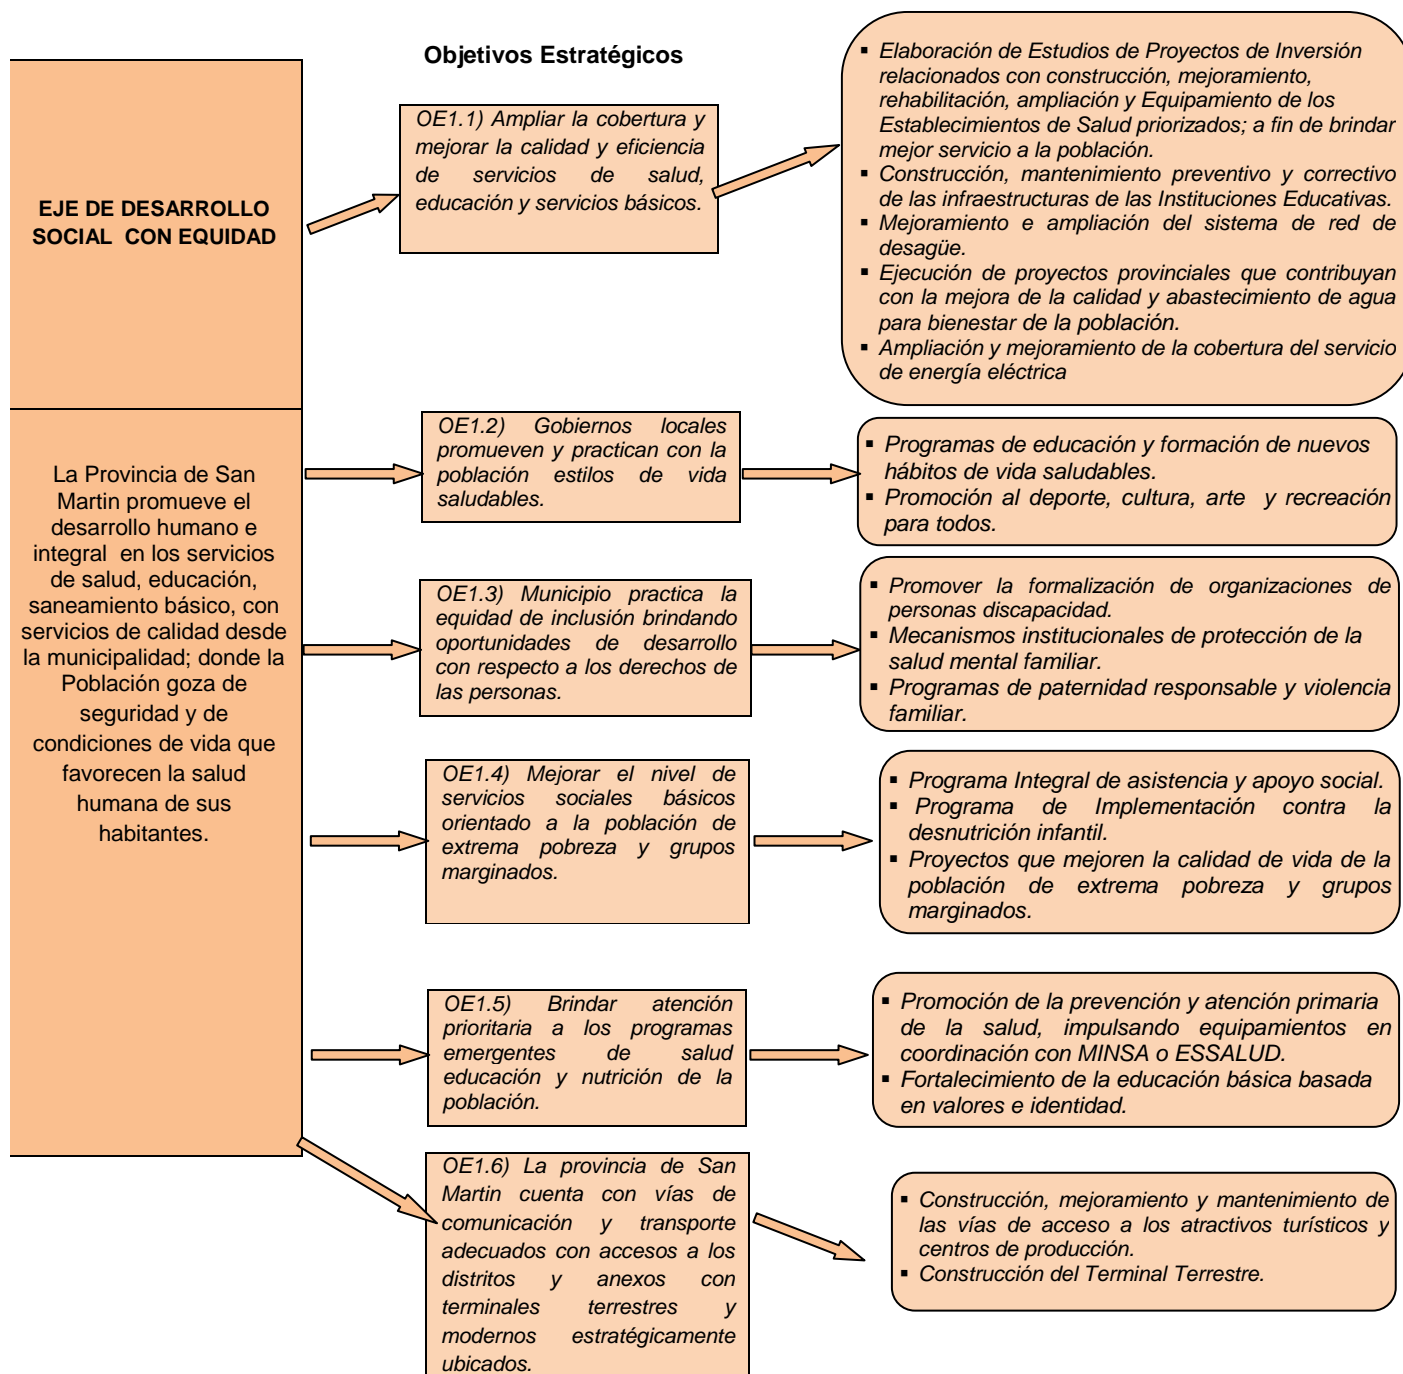 Objetivos Estratégicos
EJE DE DESARROLLO
SOCIAL  CON EQUIDAD
La Provincia de San
Martin promueve el
desarrollo humano e
integral  en los servicios
de salud, educación,
saneamiento básico, con
servicios de calidad desde
la municipalidad; donde la
Población goza de
seguridad y de
condiciones de vida que
favorecen la salud
humana de sus
habitantes.
OE1.1) Ampliar la cobertura y
mejorar la calidad y eficiencia
de servicios de salud,
educación y servicios básicos.
▪ Elaboración de Estudios de Proyectos de Inversión
relacionados con construcción, mejoramiento,
rehabilitación, ampliación y Equipamiento de los
Establecimientos de Salud priorizados; a fin de brindar
mejor servicio a la población.
▪ Construcción, mantenimiento preventivo y correctivo
de las infraestructuras de las Instituciones Educativas.
▪ Mejoramiento e ampliación del sistema de red de
desagüe.
▪ Ejecución de proyectos provinciales que contribuyan
con la mejora de la calidad y abastecimiento de agua
para bienestar de la población.
▪ Ampliación y mejoramiento de la cobertura del servicio
de energía eléctrica
OE1.2) Gobiernos locales
promueven y practican con la
población estilos de vida
saludables.
▪ Programas de educación y formación de nuevos
hábitos de vida saludables.
▪ Promoción al deporte, cultura, arte  y recreación
para todos.
OE1.3) Municipio practica la
equidad de inclusión brindando
oportunidades de desarrollo
con respecto a los derechos de
las personas.
▪ Promover la formalización de organizaciones de
personas discapacidad.
▪ Mecanismos institucionales de protección de la
salud mental familiar.
▪ Programas de paternidad responsable y violencia
familiar.
OE1.4) Mejorar el nivel de
servicios sociales básicos
orientado a la población de
extrema pobreza y grupos
marginados.
▪ Programa Integral de asistencia y apoyo social.
▪ Programa de Implementación contra la
desnutrición infantil.
▪ Proyectos que mejoren la calidad de vida de la
población de extrema pobreza y grupos
marginados.
OE1.5) Brindar atención
prioritaria a los programas
emergentes de salud
educación y nutrición de la
población.
▪ Promoción de la prevención y atención primaria
de la salud, impulsando equipamientos en
coordinación con MINSA o ESSALUD.
▪ Fortalecimiento de la educación básica basada
en valores e identidad.
OE1.6) La provincia de San
Martin cuenta con vías de
comunicación y transporte
adecuados con accesos a los
distritos y anexos con
terminales terrestres y
modernos estratégicamente
ubicados.
▪ Construcción, mejoramiento y mantenimiento de
las vías de acceso a los atractivos turísticos y
centros de producción.
▪ Construcción del Terminal Terrestre.